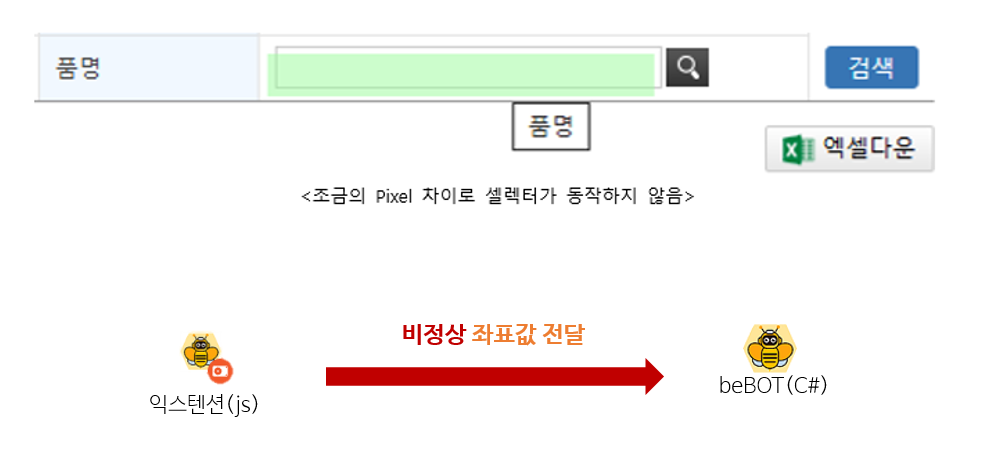 품명
검색
품명
엑셀다운
<조금의 Pixel 차이로 셀렉터가 동작하지 않음>
비정상 좌표값 전달
익스텐션(js)
beBOT(C#)